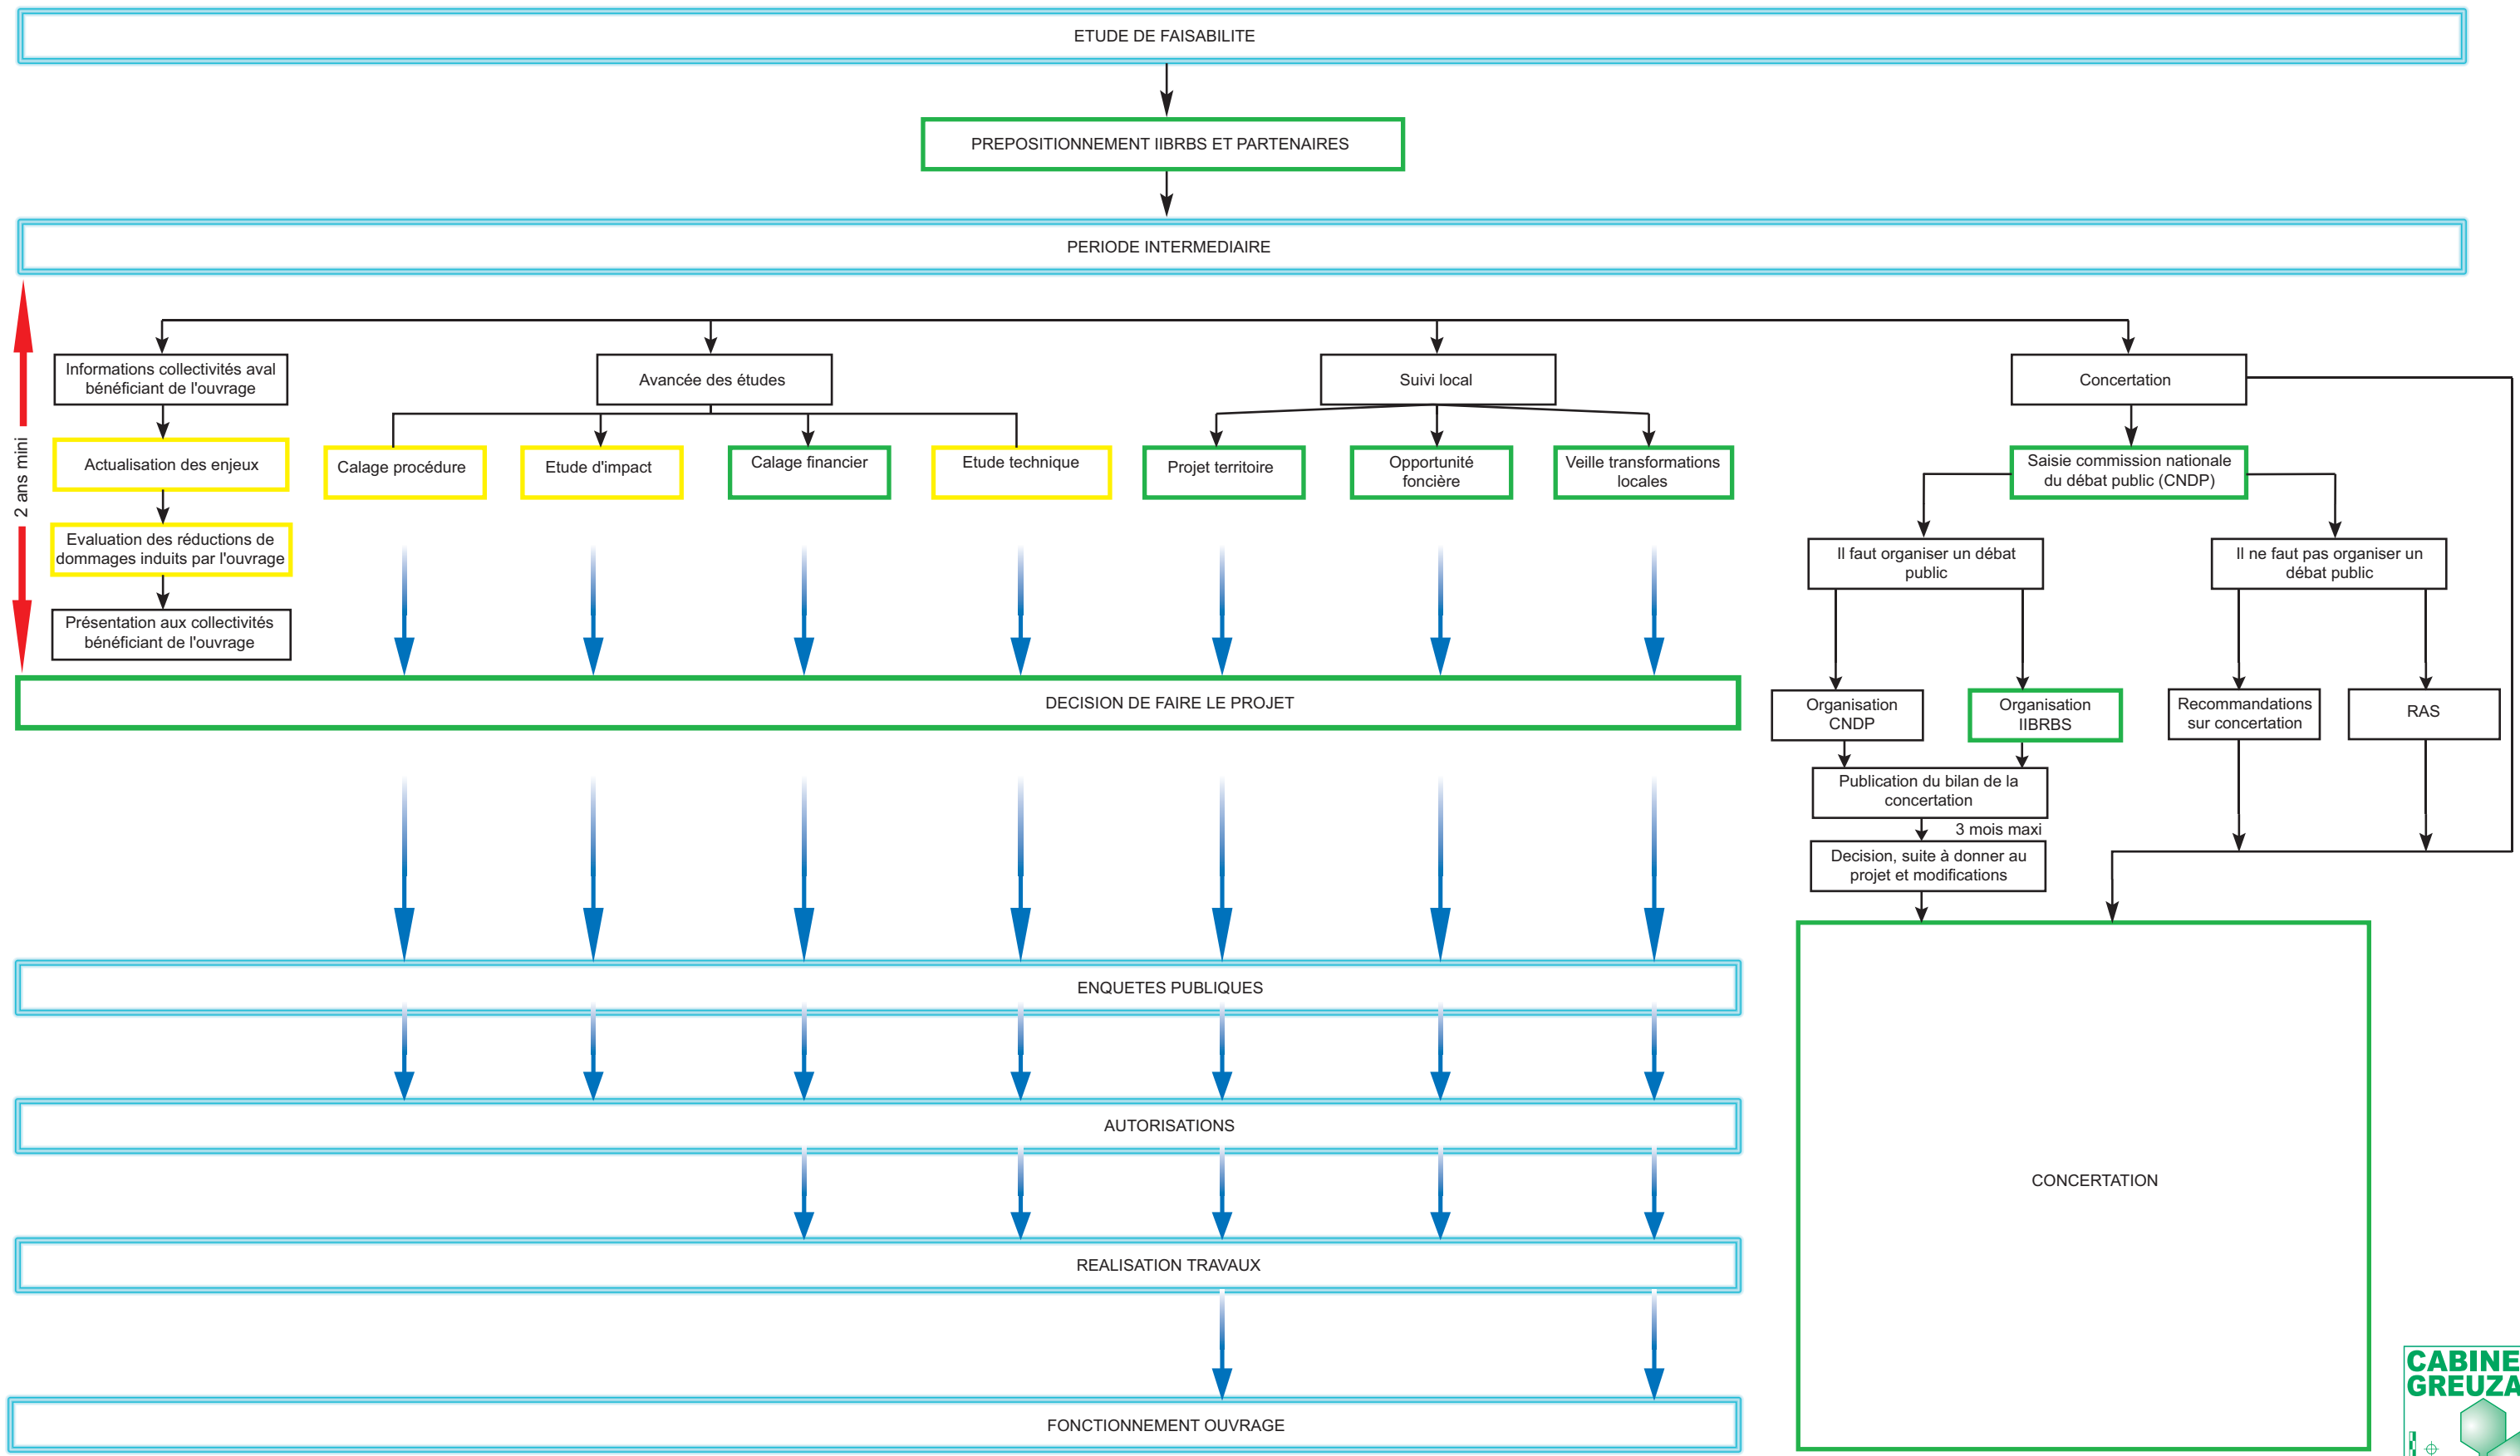 ETUDE DE FAISABILITE
PREPOSITIONNEMENT IIBRBS ET PARTENAIRES
PERIODE INTERMEDIAIRE
2 ans mini
Informations collectivités aval
bénéficiant de l'ouvrage
Avancée des études
Suivi local
Concertation
Actualisation des enjeux
Calage procédure
Etude d'impact
Calage financier
Etude technique
Projet territoire
Opportunité
foncière
Veille transformations
locales
Saisie commission nationale
du débat public (CNDP)
Evaluation des réductions de
dommages induits par l'ouvrage
Il faut organiser un débat
public
Il ne faut pas organiser un
débat public
Présentation aux collectivités
bénéficiant de l'ouvrage
DECISION DE FAIRE LE PROJET
Organisation
CNDP
Organisation
IIBRBS
Recommandations
sur concertation
RAS
Publication du bilan de la
concertation
3 mois maxi
Decision, suite à donner au
projet et modifications
ENQUETES PUBLIQUES
AUTORISATIONS
CONCERTATION
REALISATION TRAVAUX
FONCTIONNEMENT OUVRAGE
CABINE
GREUZA